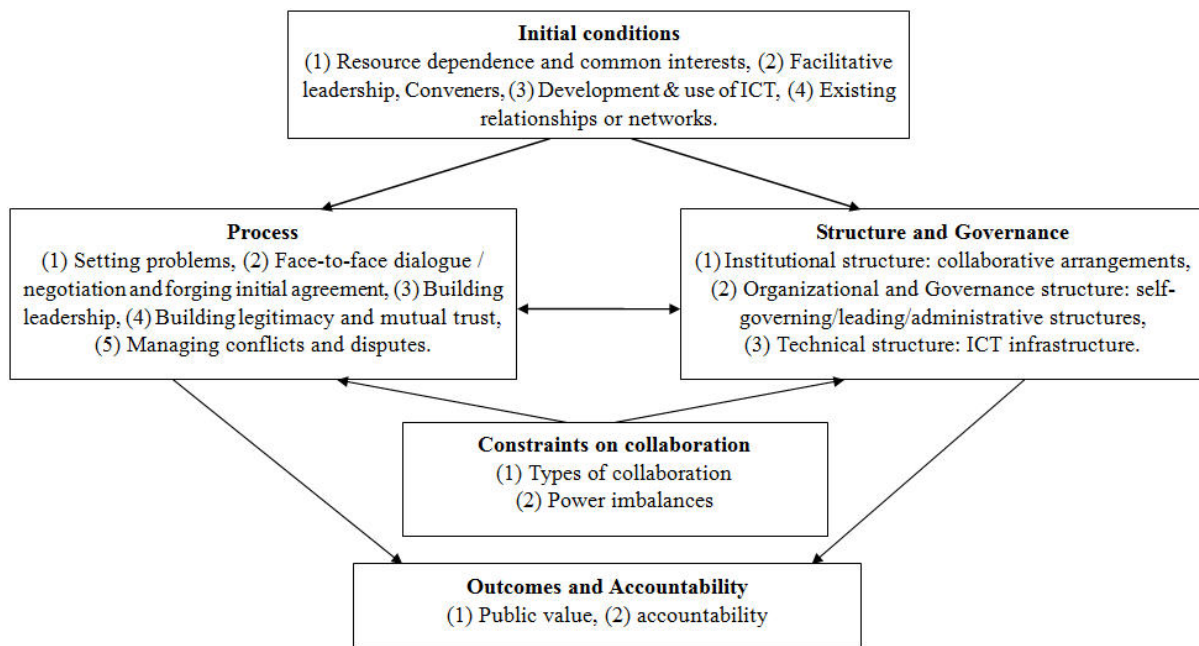 Initial conditions
(1) Resource dependence and common interests, (2) Facilitative
leadership, Conveners, (3) Development & use of ICT, (4) Existing
relationships or networks.
Process
(1) Setting problems, (2) Face-to-face dialogue /
negotiation and forging initial agreement, (3) Building
leadership, (4) Building legitimacy and mutual trust,
(5) Managing conflicts and disputes.
Structure and Governance
(1) Institutional structure: collaborative arrangements,
(2) Organizational and Governance structure: self-
governing/leading/administrative structures,
(3) Technical structure: ICT infrastructure.
Constraints on collaboration
(1) Types of collaboration
(2) Power imbalances
Outcomes and Accountability
(1) Public value, (2) accountability